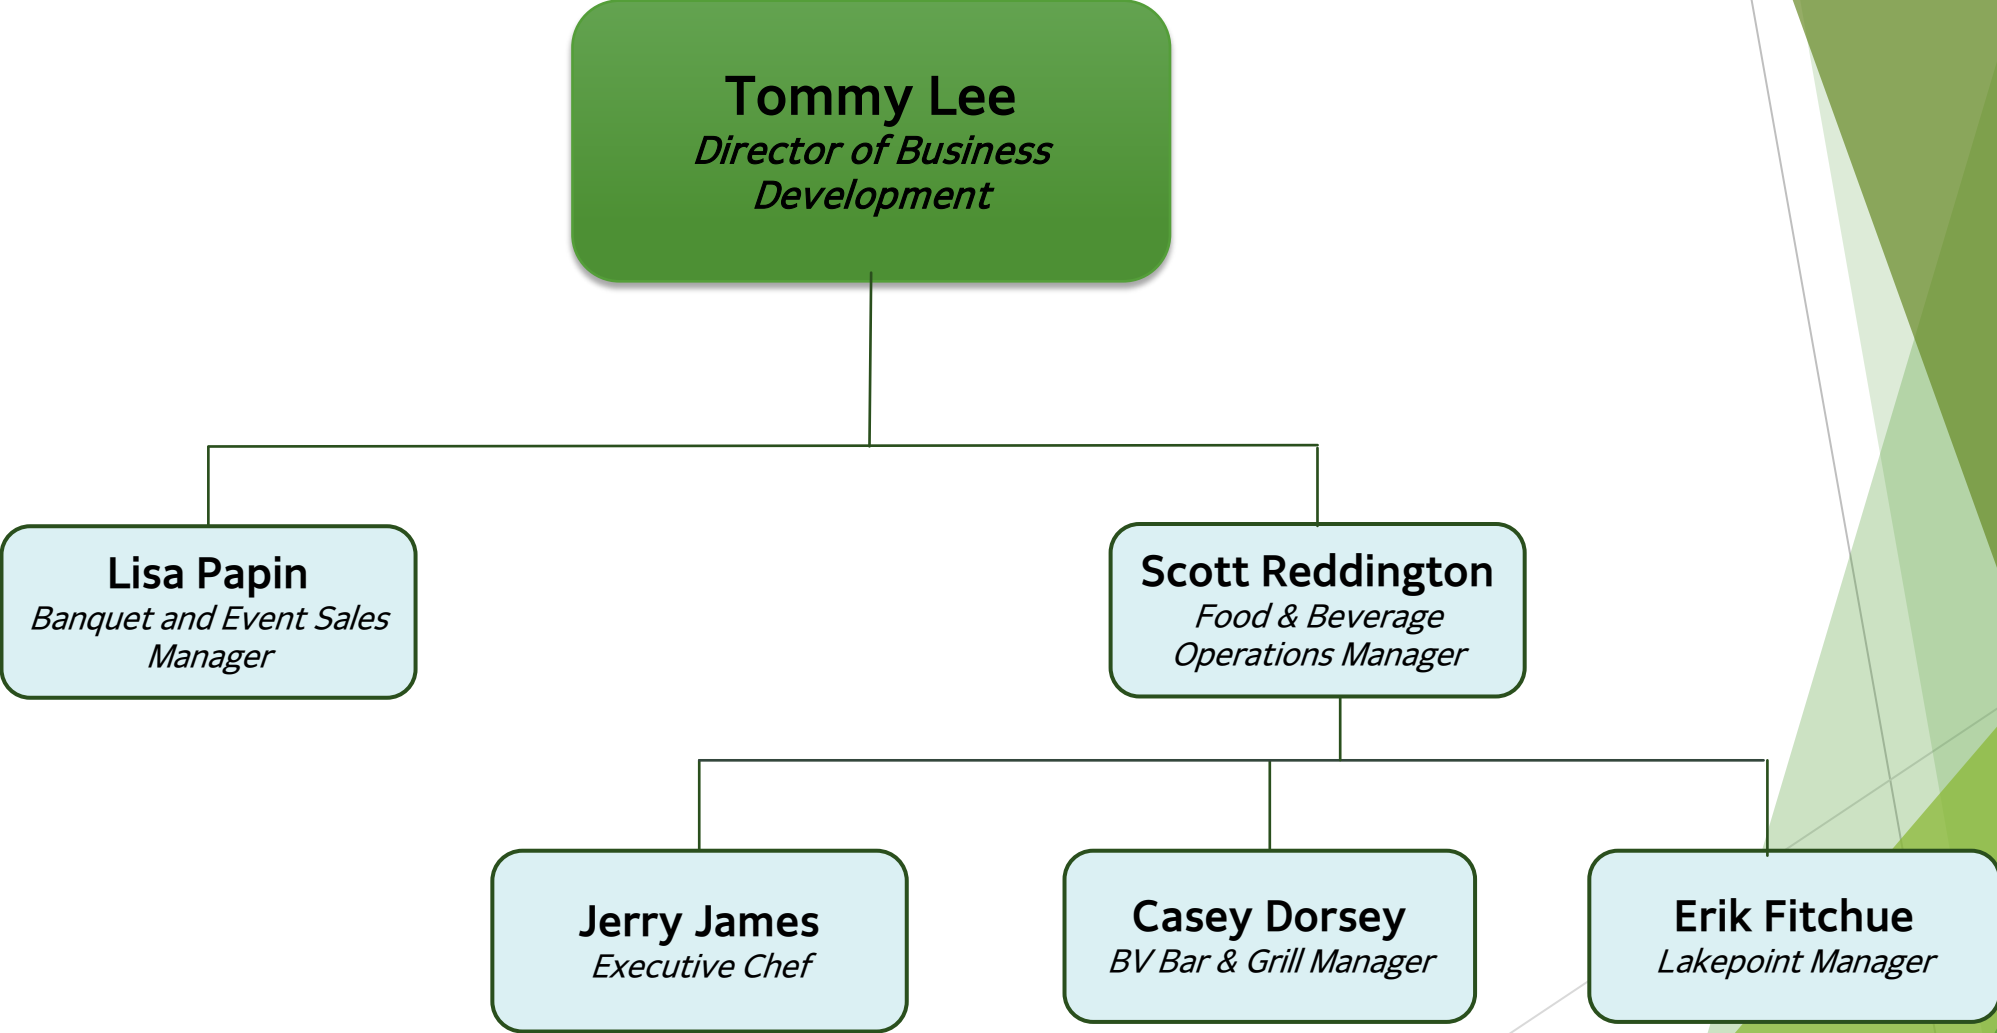 Tommy Lee
Director of Business
Development
Lisa Papin
Banquet and Event Sales
Manager
Scott Reddington
Food & Beverage
Operations Manager
Jerry James
Executive Chef
Casey Dorsey
BV Bar & Grill Manager
Erik Fitchue
Lakepoint Manager